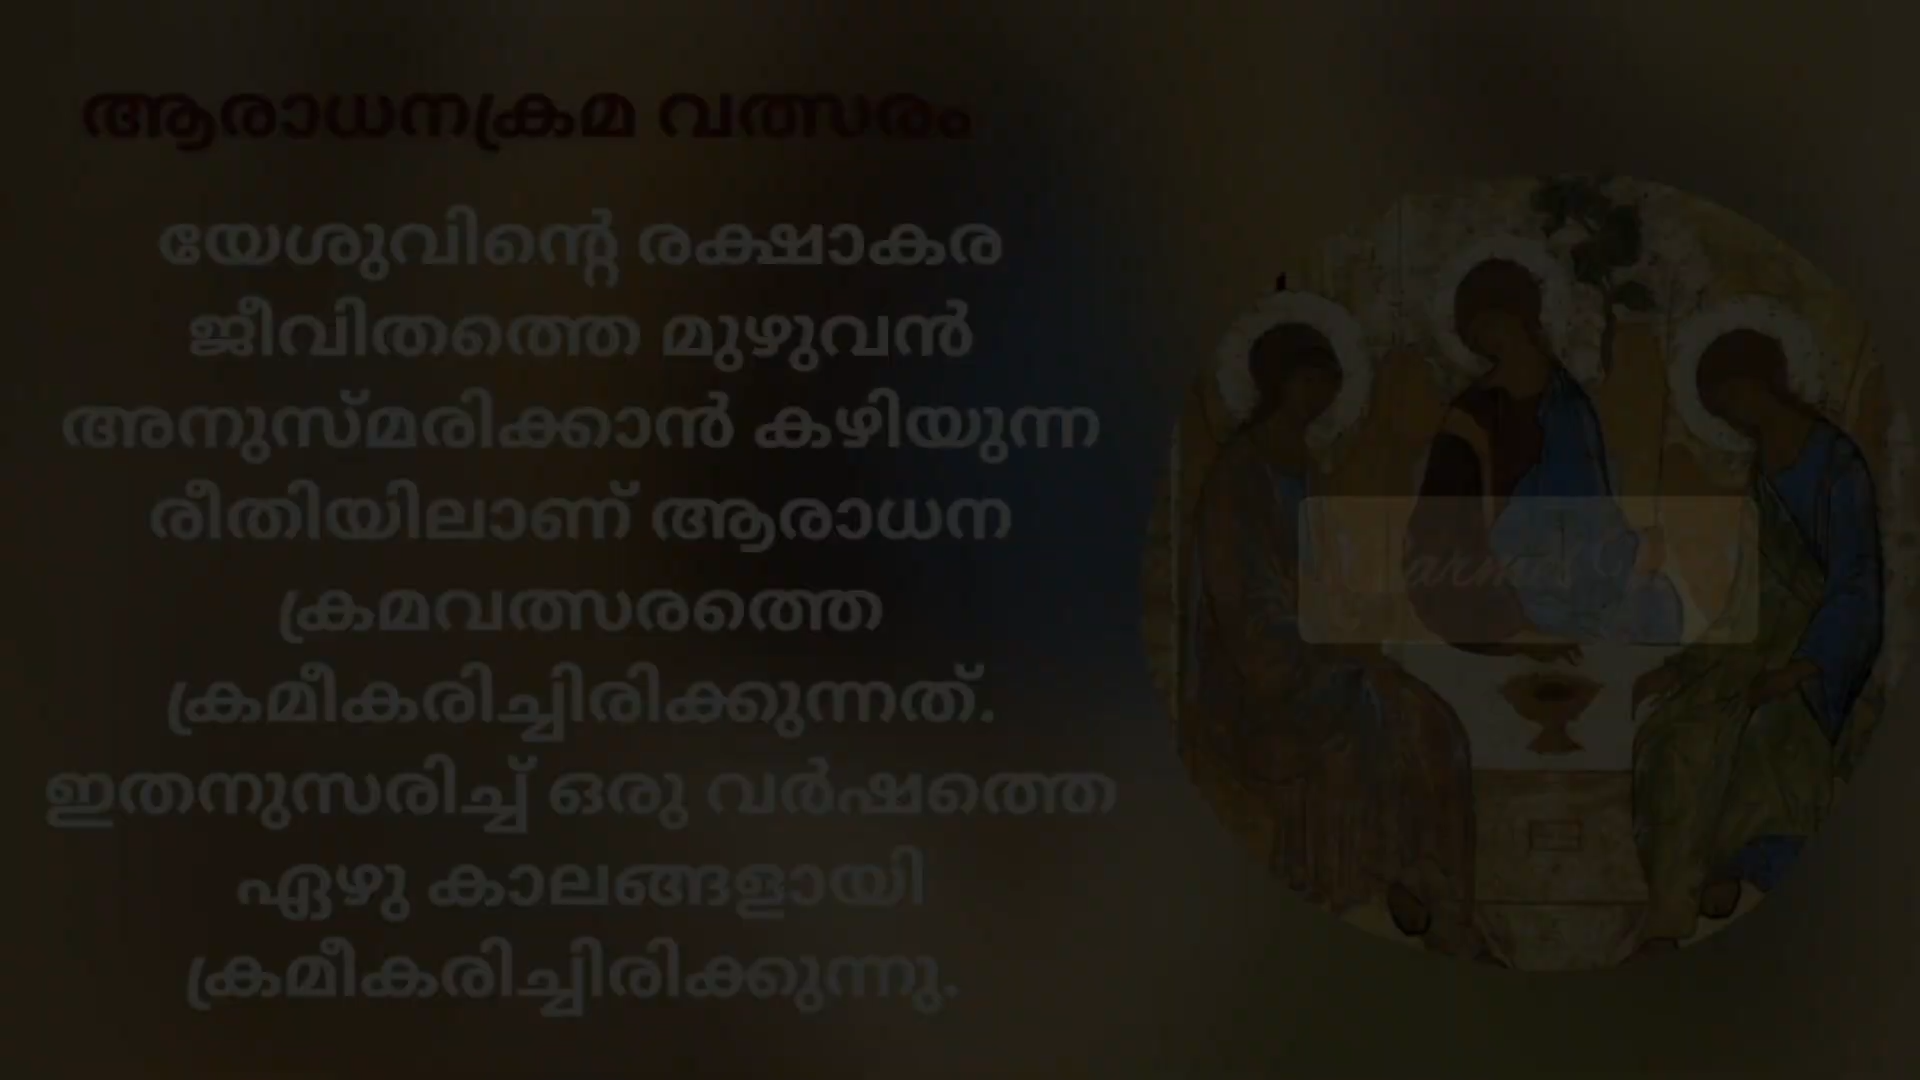 ആരാധനക്രമ വത്സരം
യേശുവിന്റെ രക്ഷാകര
ജീവിതത്തെ മുഴുവൻ
അനുസ്മരിക്കാൻ കഴിയുന്ന
രീതിയിലാണ് ആരാധന
ക്രമവത്സരത്തെ
ക്രമീകരിച്ചിരിക്കുന്നത്.
ഇതനുസരിച്ച് ഒരു വർഷത്തെ
ഏഴു കാലങ്ങളായി
ക്രമീകരിച്ചിരിക്കുന്നു.